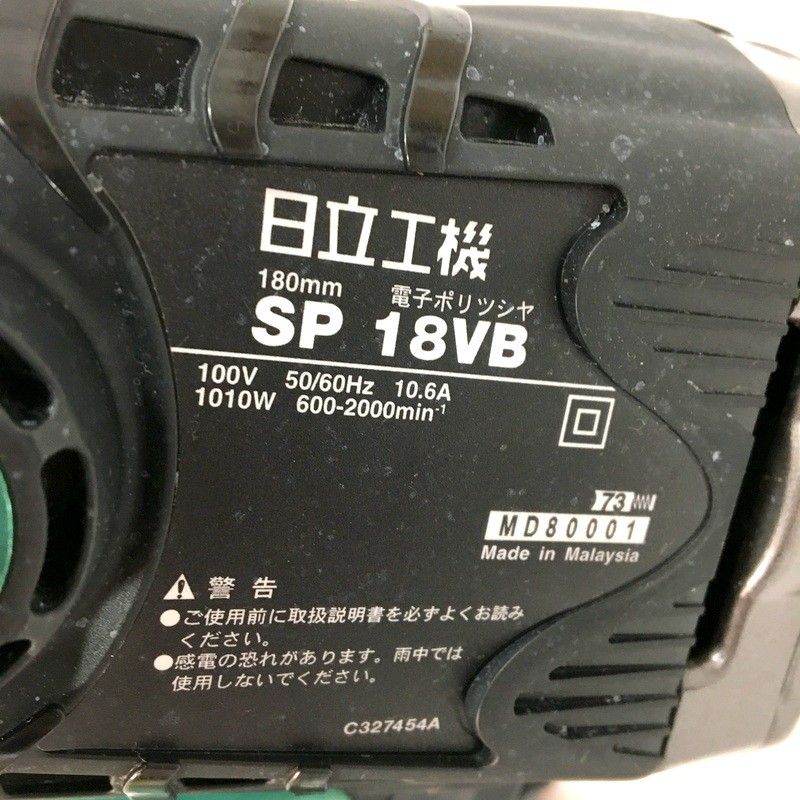 日立工機
180mm 電子ポリッシャ
SP 18VB
100V 50/60Hz 10.6A
1010W 600-2000min⁻¹
73
MD80001
Made in Malaysia
⚠警告
●ご使用前に取扱説明書を必ずよくお読み
ください。
●感電の恐れがあります。雨中では
使用しないでください。
C327454A